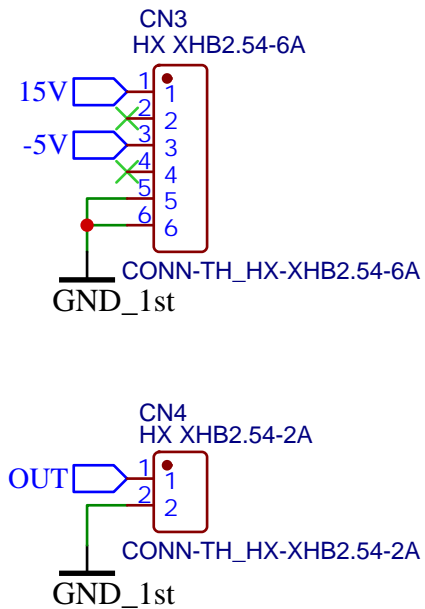 CN3
HX XHB2.54-6A
15V 1 1
2 2
-5V 3 3
4 4
5 5
6 6
CONN-TH_HX-XHB2.54-6A
GND_1st
CN4
HX XHB2.54-2A
OUT 1 1
2 2
CONN-TH_HX-XHB2.54-2A
GND_1st